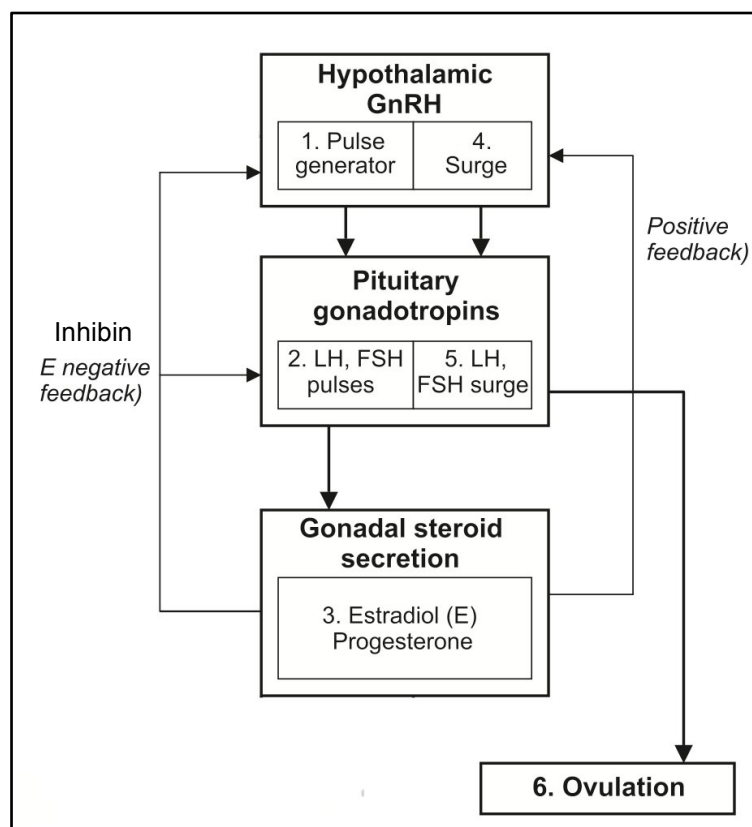 Hypothalamic
GnRH
1. Pulse
generator
4.
Surge
Positive
feedback)
Pituitary
gonadotropins
Inhibin
E negative
feedback)
2. LH, FSH
pulses
5. LH,
FSH surge
Gonadal steroid
secretion
3. Estradiol (E)
Progesterone
6. Ovulation